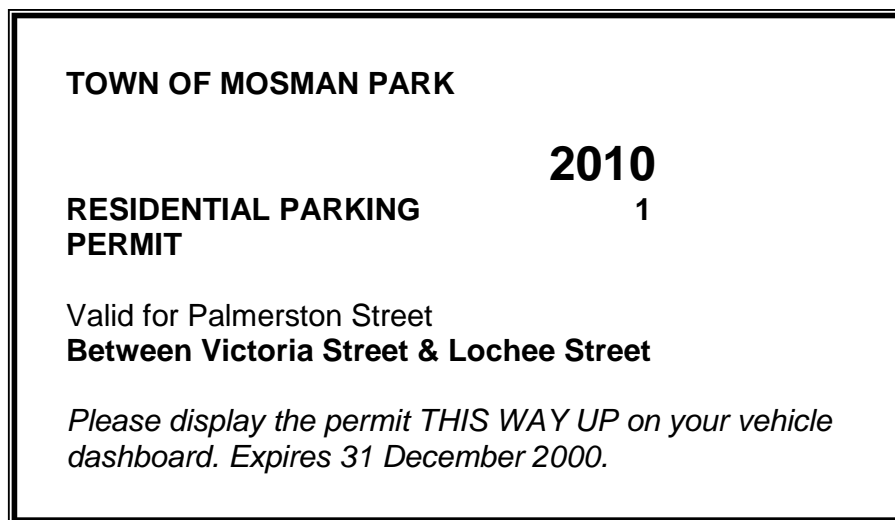 TOWN OF MOSMAN PARK
2010
RESIDENTIAL PARKING 1
PERMIT
Valid for Palmerston Street
Between Victoria Street & Lochee Street
Please display the permit THIS WAY UP on your vehicle
dashboard. Expires 31 December 2000.